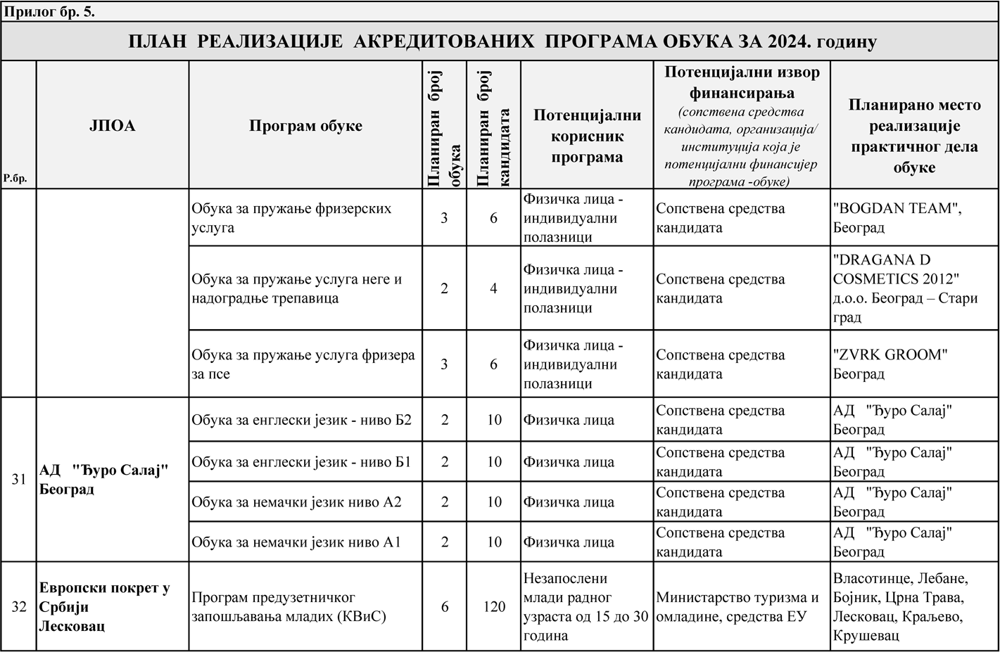 Прилог бр. 5.
ПЛАН РЕАЛИЗАЦИЈЕ АКРЕДИТОВАНИХ ПРОГРАМА ОБУКА ЗА 2024. годину
Р.бр.
ЈПОА
Програм обуке
Планиран број
обука
Планиран број
кандидата
Потенцијални
корисник
програма
Потенцијални извор
финансирања
(сопствена средства
кандидата, организација/
институција која је
потенцијални финансијер
програма -обуке)
Планирано место
реализације
практичног дела
обуке
Обука за пружање фризерских
услуга
3
6
Физичка лица -
индивидуални
полазници
Сопствена средства
кандидата
"BOGDAN TEAM",
Београд
Обука за пружање услуга неге и
надоградње трепавица
2
4
Физичка лица -
индивидуални
полазници
Сопствена средства
кандидата
"DRAGANA D
COSMETICS 2012"
д.о.о. Београд – Стари
град
Обука за пружање услуга фризера
за псе
3
6
Физичка лица -
индивидуални
полазници
Сопствена средства
кандидата
"ZVRK GROOM"
Београд
31
АД "Ђуро Салај"
Београд
Обука за енглески језик - ниво Б2
2
10
Физичка лица
Сопствена средства
кандидата
АД "Ђуро Салај"
Београд
Обука за енглески језик - ниво Б1
2
10
Физичка лица
Сопствена средства
кандидата
АД "Ђуро Салај"
Београд
Обука за немачки језик ниво А2
2
10
Физичка лица
Сопствена средства
кандидата
АД "Ђуро Салај"
Београд
Обука за немачки језик ниво А1
2
10
Физичка лица
Сопствена средства
кандидата
АД "Ђуро Салај"
Београд
32
Европски покрет у
Србији
Лесковац
Програм предузетничког
запошљавања младих (КВиС)
6
120
Незапослени
млади радног
узраста од 15 до 30
година
Министарство туризма и
омладине, средства ЕУ
Власотинце, Лебане,
Бојник, Црна Трава,
Лесковац, Краљево,
Крушевац